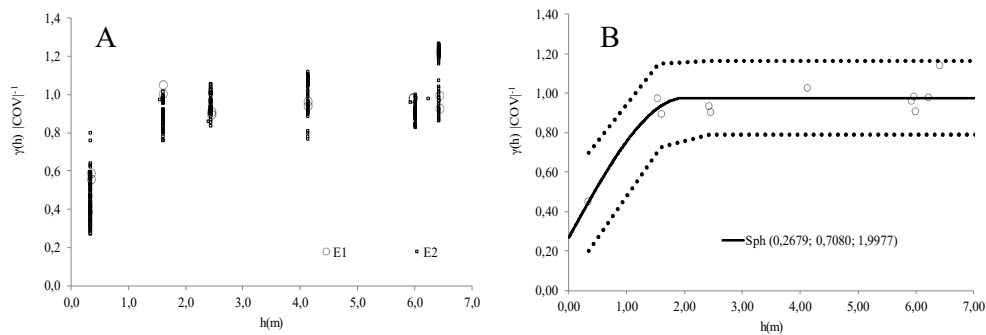 A
γ(h) |COV|⁻¹
1,4
1,2
1,0
0,8
0,6
0,4
0,2
0,0
0,0 1,0 2,0 3,0 4,0 5,0 6,0 7,0
h(m)
E1 E2
B
γ(h) |COV|⁻¹
1,40
1,20
1,00
0,80
0,60
0,40
0,20
0,00
0,00 1,00 2,00 3,00 4,00 5,00 6,00 7,00
h(m)
Sph (0,2679; 0,7080; 1,9977)